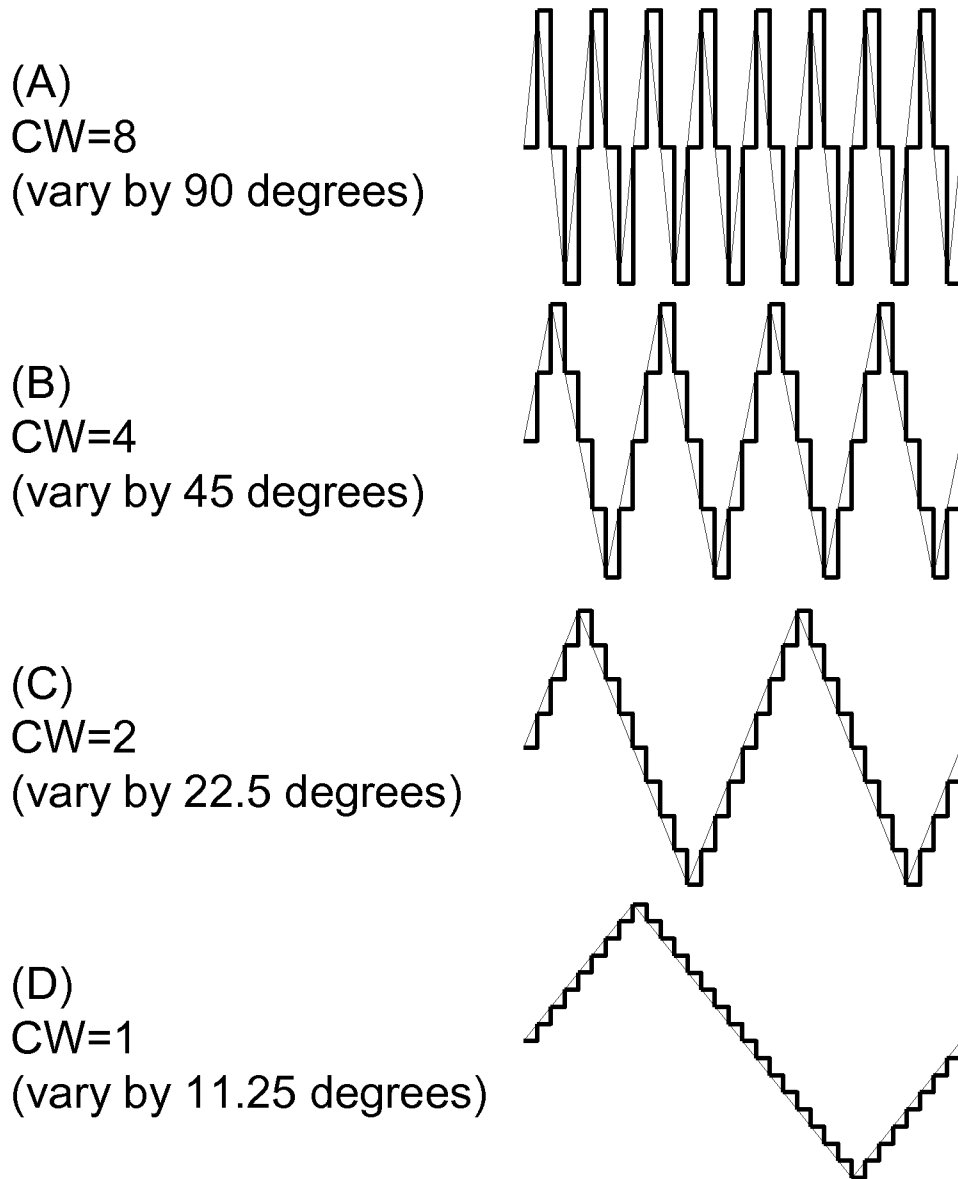 (A)
CW=8
(vary by 90 degrees)
(B)
CW=4
(vary by 45 degrees)
(C)
CW=2
(vary by 22.5 degrees)
(D)
CW=1
(vary by 11.25 degrees)